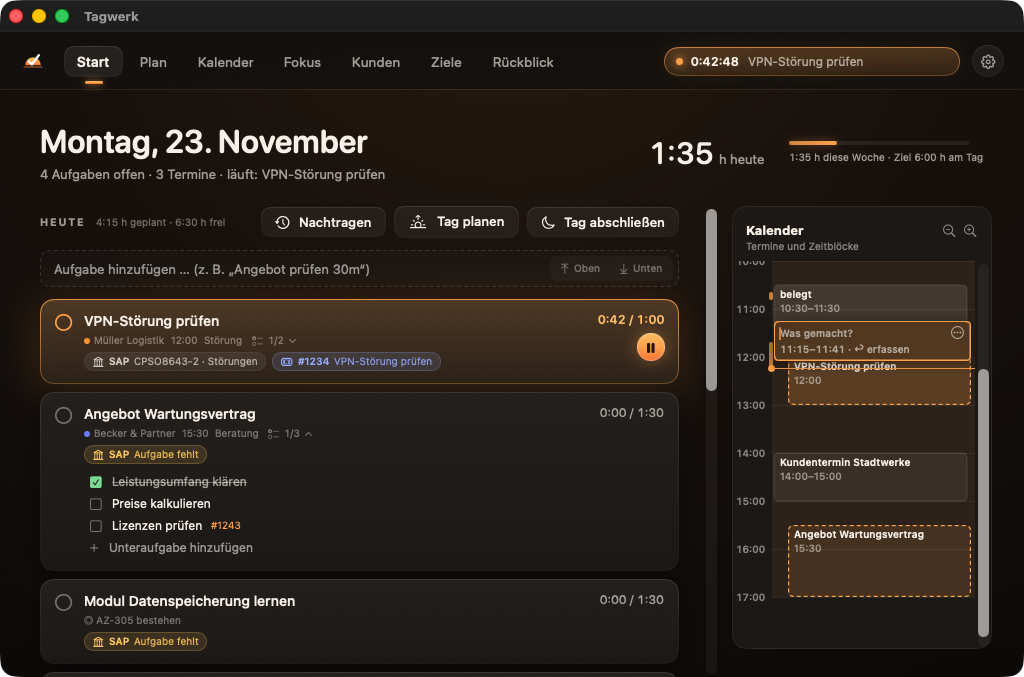 Tagwerk
Start Plan Kalender Fokus Kunden Ziele Rückblick
0:42:48 VPN-Störung prüfen
Montag, 23. November
4 Aufgaben offen · 3 Termine · läuft: VPN-Störung prüfen
1:35 h heute
1:35 h diese Woche · Ziel 6:00 h am Tag
HEUTE 4:15 h geplant · 6:30 h frei
Nachtragen
Tag planen
Tag abschließen
Aufgabe hinzufügen … (z. B. „Angebot prüfen 30m“)
Oben
Unten
VPN-Störung prüfen
0:42 / 1:00
Müller Logistik 12:00 Störung 1/2
SAP CPSO8643-2 · Störungen
#1234 VPN-Störung prüfen
Angebot Wartungsvertrag
0:00 / 1:30
Becker & Partner 15:30 Beratung 1/3
SAP Aufgabe fehlt
Leistungsumfang klären
Preise kalkulieren
Lizenzen prüfen #1243
+ Unteraufgabe hinzufügen
Modul Datenspeicherung lernen
0:00 / 1:30
AZ-305 bestehen
SAP Aufgabe fehlt
Kalender
Termine und Zeitblöcke
10:00
belegt
10:30–11:30
11:00
Was gemacht?
11:15–11:41 · ↩ erfassen
12:00
VPN-Störung prüfen
12:00
13:00
14:00
Kundentermin Stadtwerke
14:00–15:00
15:00
Angebot Wartungsvertrag
15:30
16:00
17:00